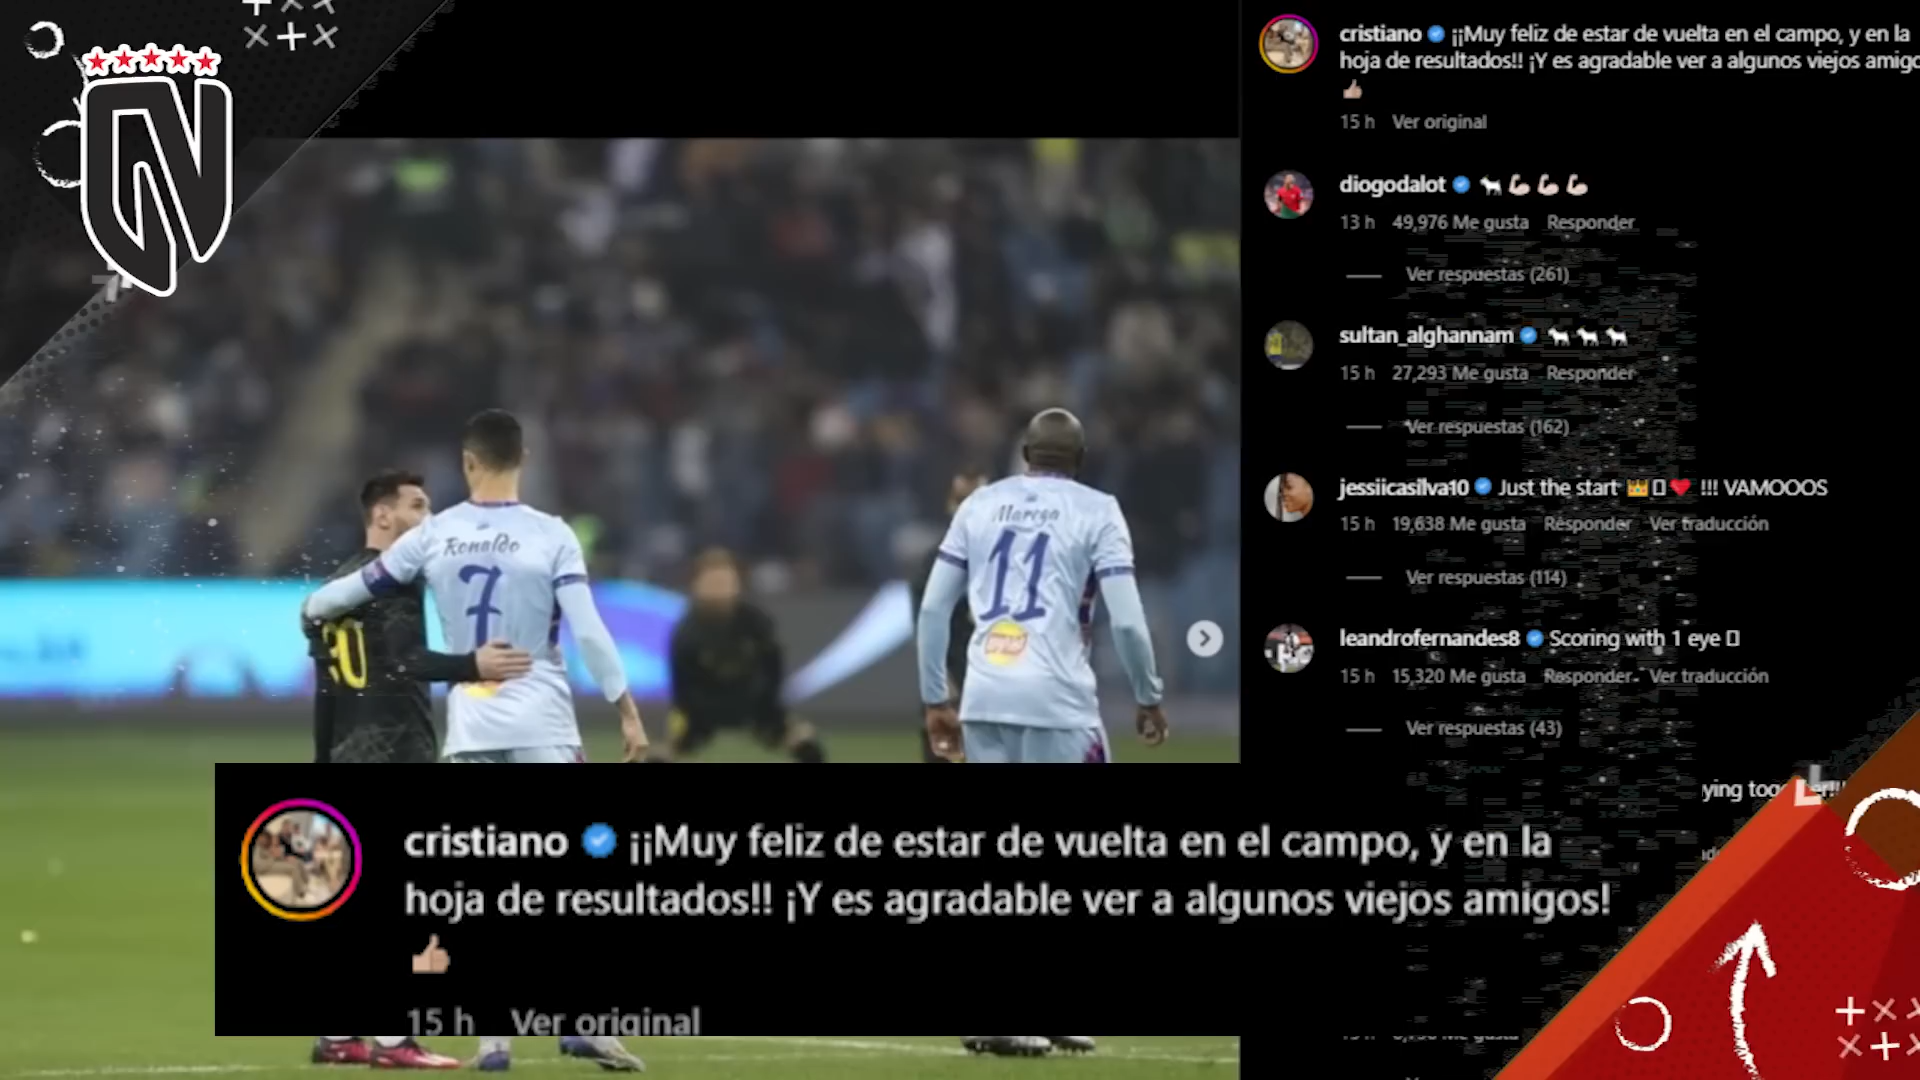 cristiano ¡¡Muy feliz de estar de vuelta en el campo, y en la
hoja de resultados!! ¡Y es agradable ver a algunos viejos
👍🏻
15 h Ver original
diogodalot 🐐💪🏻💪🏻💪🏻
13 h 49,976 Me gusta Responder
Ver respuestas (261)
sultan_alghannam 🐐🐐🐐
15 h 27,293 Me gusta Responder
Ver respuestas (162)
jessiicasilva10 Just the start 👑❤️ !!! VAMOOOS
15 h 19,638 Me gusta Responder Ver traducción
Ver respuestas (114)
leandrofernandes8 Scoring with 1 eye
15 h 15,320 Me gusta Responder Ver traducción
Ver respuestas (43)
Ronaldo
7
30
Marega
11
cristiano ¡¡Muy feliz de estar de vuelta en el campo, y en la
hoja de resultados!! ¡Y es agradable ver a algunos viejos amigos!
👍🏻
15 h Ver original